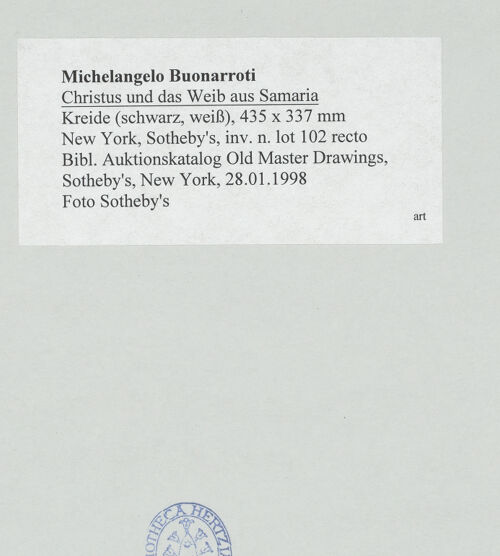 Michelangelo Buonarroti
Christus und das Weib aus Samaria
Kreide (schwarz, weiß), 435 x 337 mm
New York, Sotheby's, inv. n. lot 102 recto
Bibl. Auktionskatalog Old Master Drawings,
Sotheby's, New York, 28.01.1998
Foto Sotheby's
art